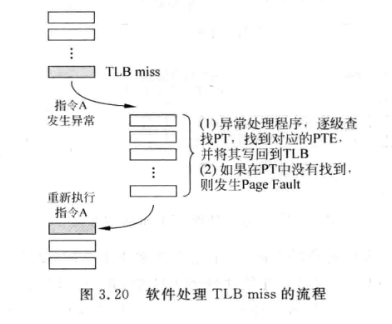 TLB miss
指令A
发生异常
(1) 异常处理程序，逐级查
找PT，找到对应的PTE，
并将其写回到TLB
(2) 如果在PT中没有找到，
则发生Page Fault
重新执行
指令A
图 3.20 软件处理 TLB miss 的流程